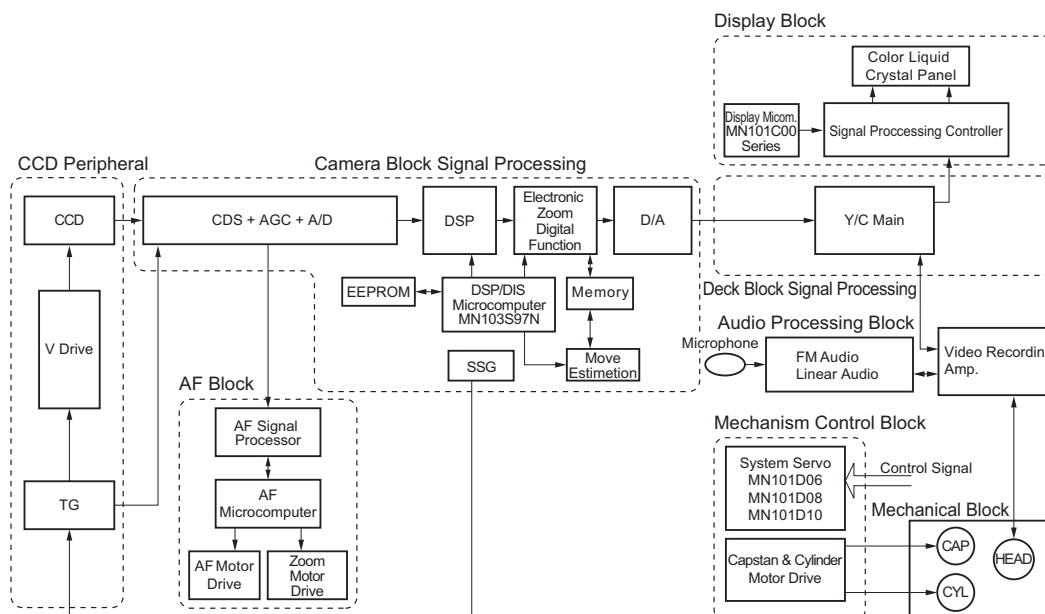 Display Block
Color Liquid
Crystal Panel
Display Micom.
MN101C00
Series
Signal Proccessing Controller
CCD Peripheral
Camera Block Signal Processing
CCD
CDS + AGC + A/D
DSP
Electronic
Zoom
Digital
Function
D/A
Y/C Main
V Drive
EEPROM
DSP/DIS
Microcomputer
MN103S97N
Memory
Deck Block Signal Processing
SSG
Move
Estimetion
Audio Processing Block
Microphone
FM Audio
Linear Audio
Video Recordin
Amp.
AF Block
AF Signal
Processor
AF
Microcomputer
AF Motor
Drive
Zoom
Motor
Drive
TG
Mechanism Control Block
System Servo
MN101D06
MN101D08
MN101D10
Control Signal
Mechanical Block
Capstan & Cylinder
Motor Drive
CAP
HEAD
CYL